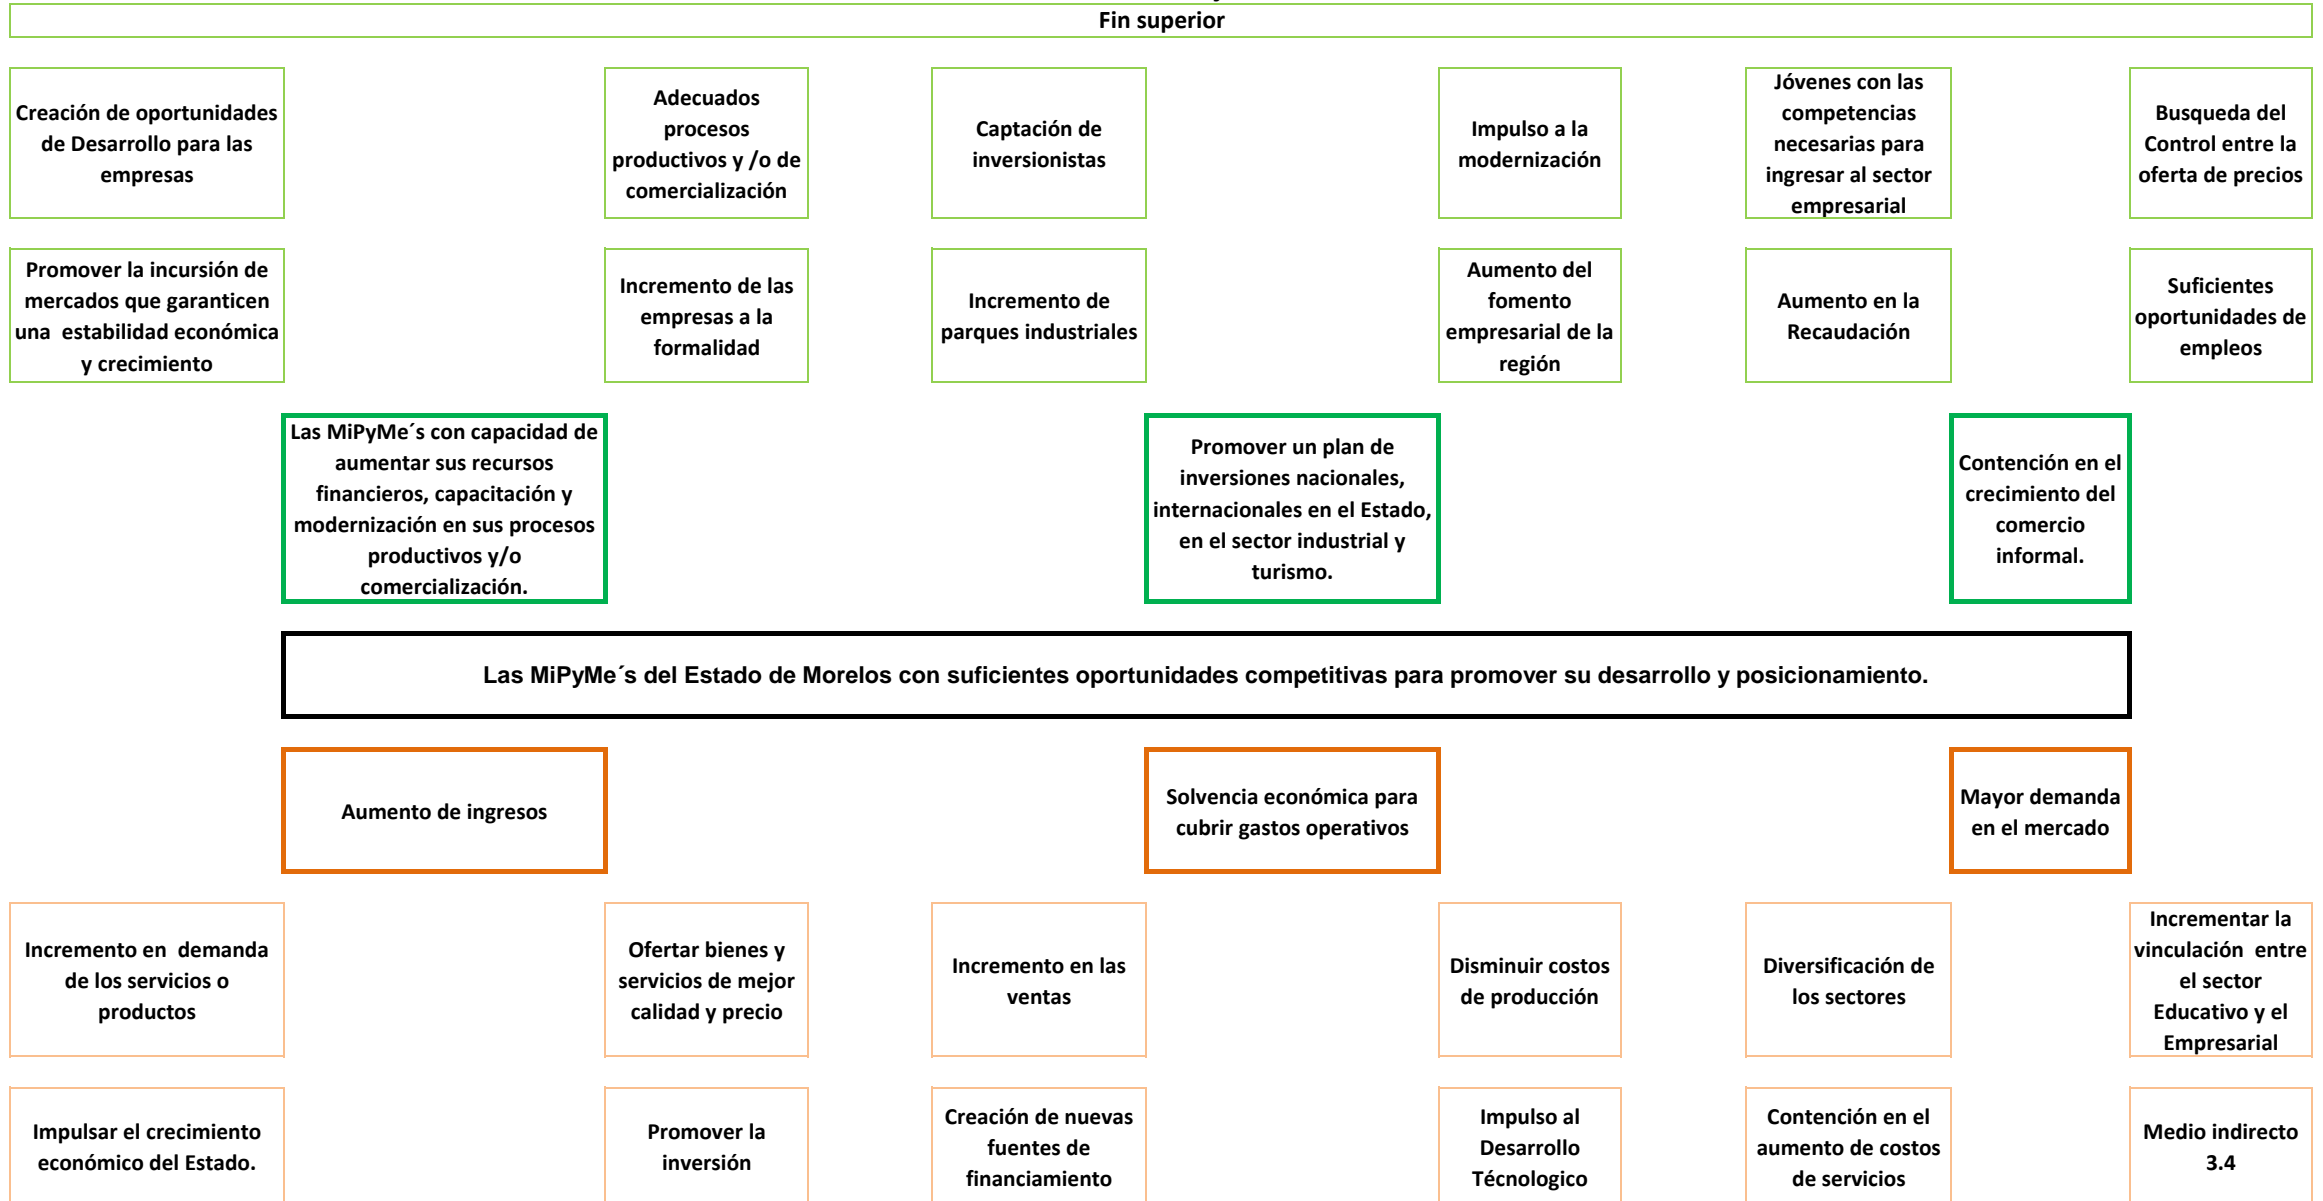 Fin superior
Creación de oportunidades
de Desarrollo para las
empresas
Adecuados
procesos
productivos y /o de
comercialización
Captación de
inversionistas
Impulso a la
modernización
Jóvenes con las
competencias
necesarias para
ingresar al sector
empresarial
Busqueda del
Control entre la
oferta de precios
Promover la incursión de
mercados que garanticen
una estabilidad económica
y crecimiento
Incremento de las
empresas a la
formalidad
Incremento de
parques industriales
Aumento del
fomento
empresarial de la
región
Aumento en la
Recaudación
Suficientes
oportunidades de
empleos
Las MiPyMe´s con capacidad de
aumentar sus recursos
financieros, capacitación y
modernización en sus procesos
productivos y/o
comercialización.
Promover un plan de
inversiones nacionales,
internacionales en el Estado,
en el sector industrial y
turismo.
Contención en el
crecimiento del
comercio
informal.
Las MiPyMe´s del Estado de Morelos con suficientes oportunidades competitivas para promover su desarrollo y posicionamiento.
Aumento de ingresos
Solvencia económica para
cubrir gastos operativos
Mayor demanda
en el mercado
Incremento en demanda
de los servicios o
productos
Ofertar bienes y
servicios de mejor
calidad y precio
Incremento en las
ventas
Disminuir costos
de producción
Diversificación de
los sectores
Incrementar la
vinculación entre
el sector
Educativo y el
Empresarial
Impulsar el crecimiento
económico del Estado.
Promover la
inversión
Creación de nuevas
fuentes de
financiamiento
Impulso al
Desarrollo
Técnologico
Contención en el
aumento de costos
de servicios
Medio indirecto
3.4